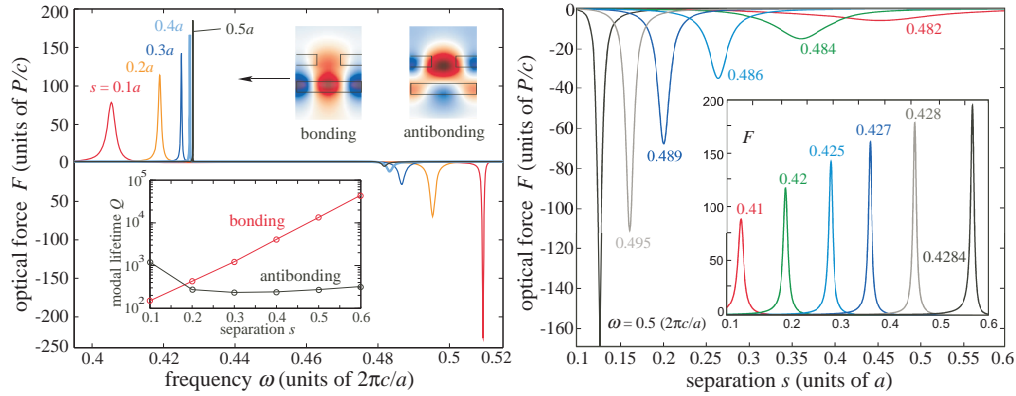 optical force F (units of P/c)
200
150
100
50
0
-50
-100
-150
-200
-250
0.4a
0.5a
0.3a
0.2a
s = 0.1a
bonding
antibonding
modal lifetime Q
10^5
10^4
10^3
10^2
bonding
antibonding
0.1 0.2 0.3 0.4 0.5 0.6
separation s
0.4 0.42 0.44 0.46 0.48 0.5 0.52
frequency ω (units of 2πc/a)
optical force F (units of P/c)
0
-20
-40
-60
-80
-100
-120
-140
-160
0.482
0.484
0.486
0.489
0.495
ω = 0.5 (2πc/a)
F
200
150
100
50
0.41
0.42
0.425
0.427
0.428
0.4284
0.1 0.2 0.3 0.4 0.5 0.6
0.1 0.15 0.2 0.25 0.3 0.35 0.4 0.45 0.5 0.55 0.6
separation s (units of a)